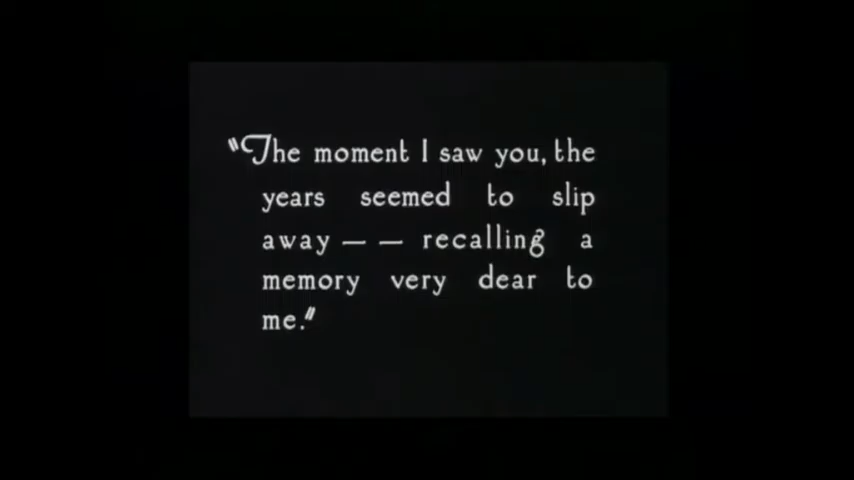 "The moment I saw you, the
years seemed to slip
away — — recalling a
memory very dear to
me."